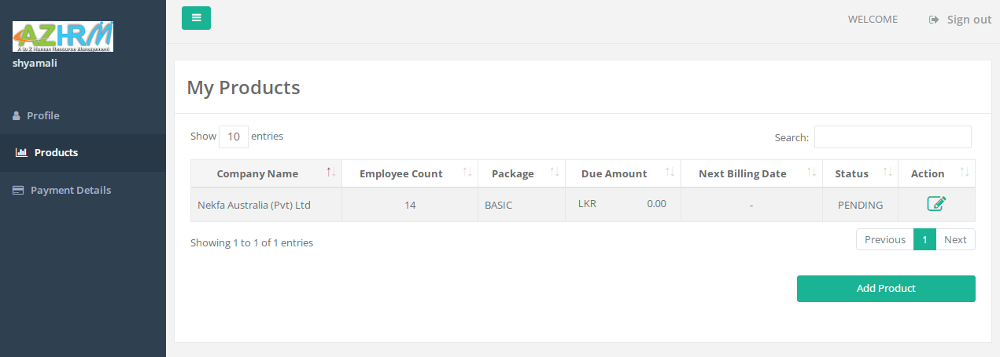 AZHRM
A to Z Human Resource Management
shyamali
Profile
Products
Payment Details
WELCOME Sign out
My Products
Show 10 entries Search:
Company Name Employee Count Package Due Amount Next Billing Date Status Action
Nekfa Australia (Pvt) Ltd 14 BASIC LKR 0.00 - PENDING
Showing 1 to 1 of 1 entries Previous 1 Next
Add Product